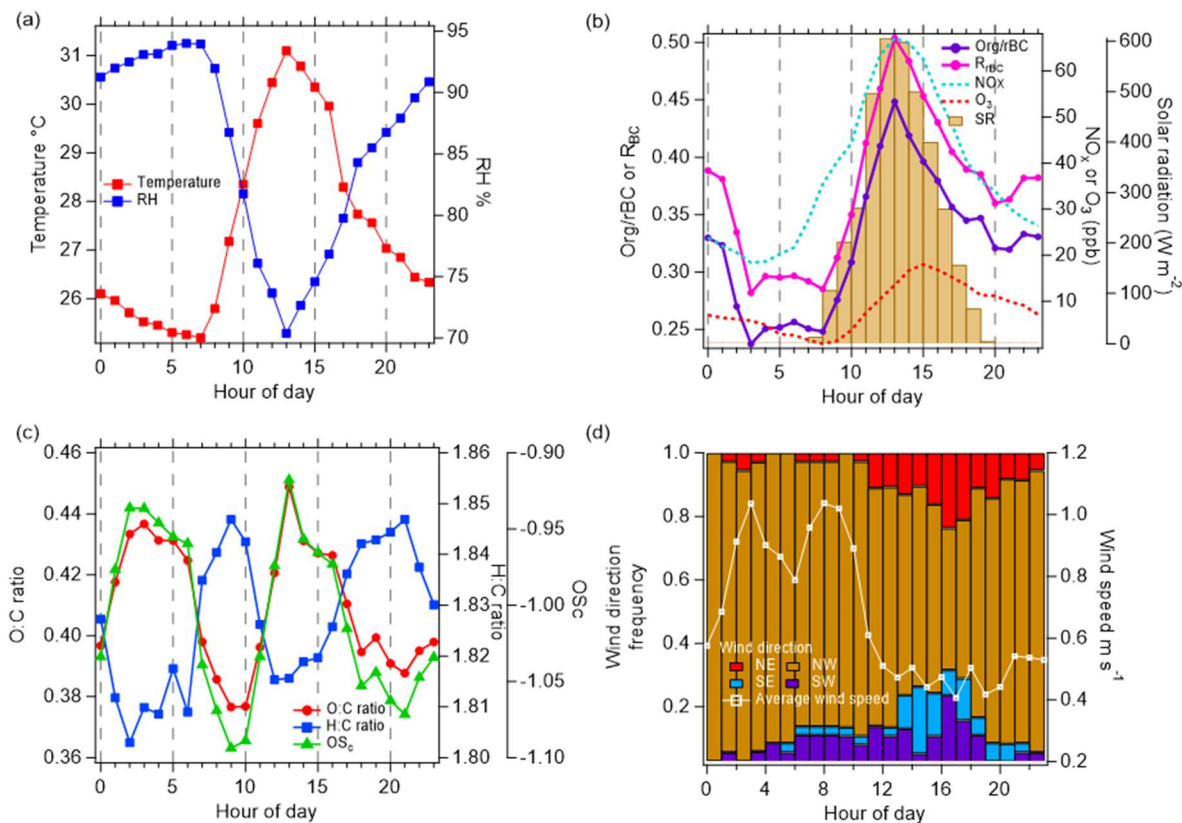 (a)
31
30
29
28
27
26
Temperature °C
95
90
85
80
75
70
RH %
Temperature
RH
0 5 10 15 20
Hour of day
(b)
0.50
0.45
0.40
0.35
0.30
0.25
Org/rBC or RBC
60
50
40
30
20
10
NOx or O3 (ppb)
600
500
400
300
200
100
0
Solar radiation (W m-2)
Org/rBC
RrBC
NOX
O3
SR
0 5 10 15 20
Hour of day
(c)
0.46
0.44
0.42
0.40
0.38
0.36
O:C ratio
1.86
1.85
1.84
1.83
1.82
1.81
1.80
H:C ratio
-0.90
-0.95
-1.00
-1.05
-1.10
OSc
O:C ratio
H:C ratio
OSc
0 5 10 15 20
Hour of day
(d)
1.0
0.8
0.6
0.4
0.2
Wind direction
frequency
1.2
1.0
0.8
0.6
0.4
0.2
Wind speed m s-1
Wind direction
NE NW
SE SW
Average wind speed
0 4 8 12 16 20
Hour of day